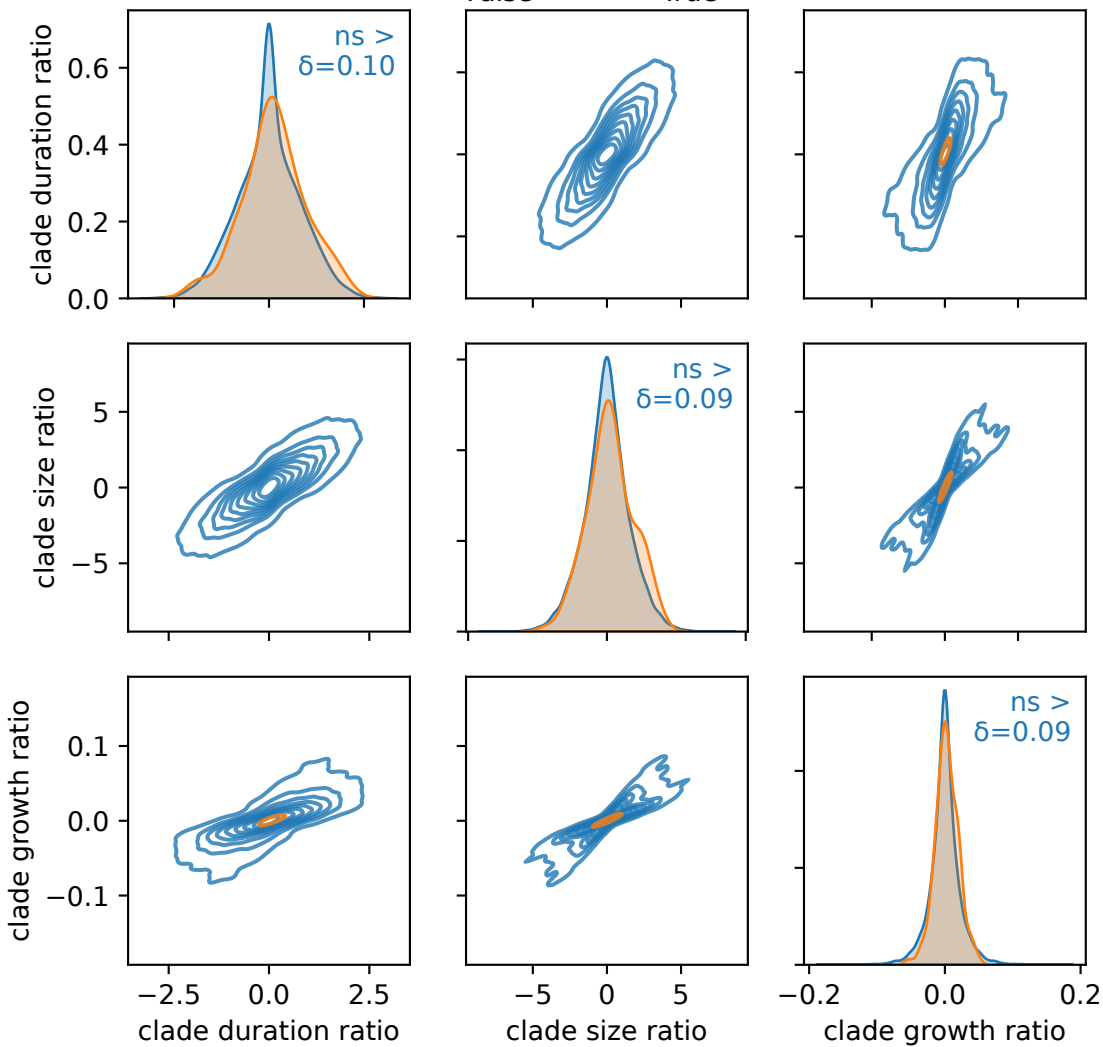 clade duration ratio
0.6
0.4
0.2
0.0
ns >
δ=0.10
−5
0
5
clade size ratio
5
0
−5
ns >
δ=0.09
clade growth ratio
0.1
0.0
−0.1
ns >
δ=0.09
−2.5
0.0
2.5
−5
0
5
−0.2
0.0
0.2
clade duration ratio
clade size ratio
clade growth ratio